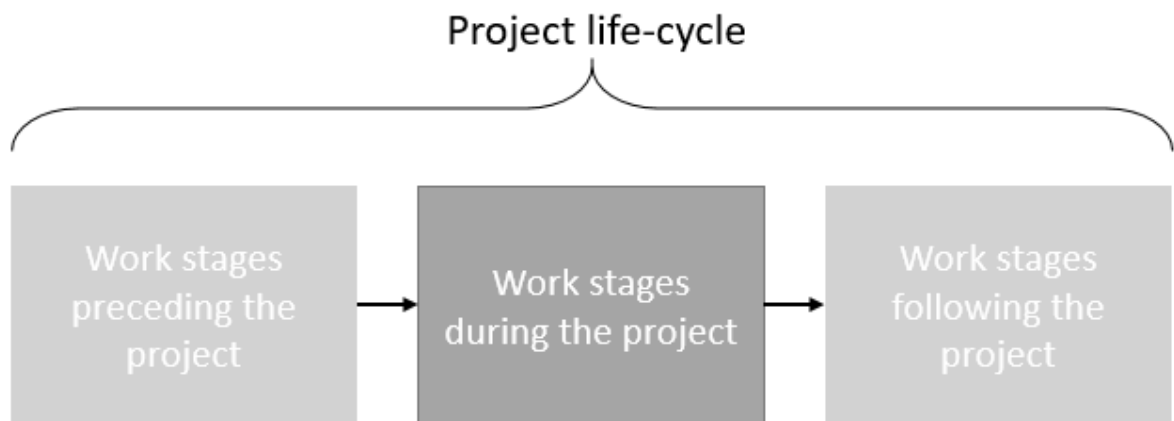 Project life-cycle
Work stages
preceding the
project
Work stages
during the project
Work stages
following the
project